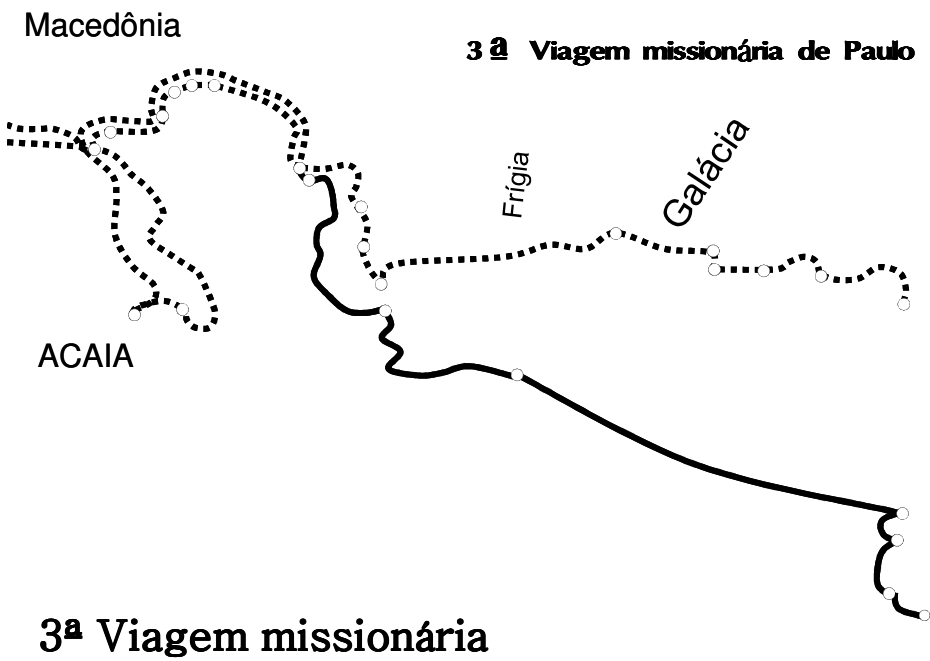 Macedônia
3ª Viagem missionária de Paulo
Frígia
Galácia
ACAIA
3ª Viagem missionária